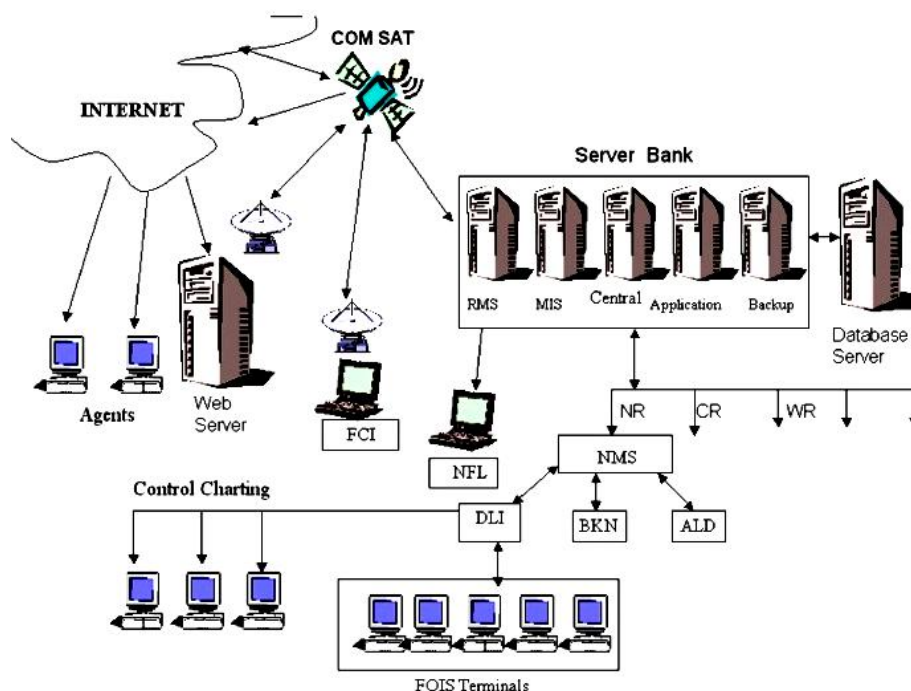 COM SAT
INTERNET
Server Bank
RMS
MIS
Central
Application
Backup
Database
Server
Agents
Web
Server
FCI
NFL
NR
CR
WR
NMS
Control Charting
DLI
BKN
ALD
FOIS Terminals